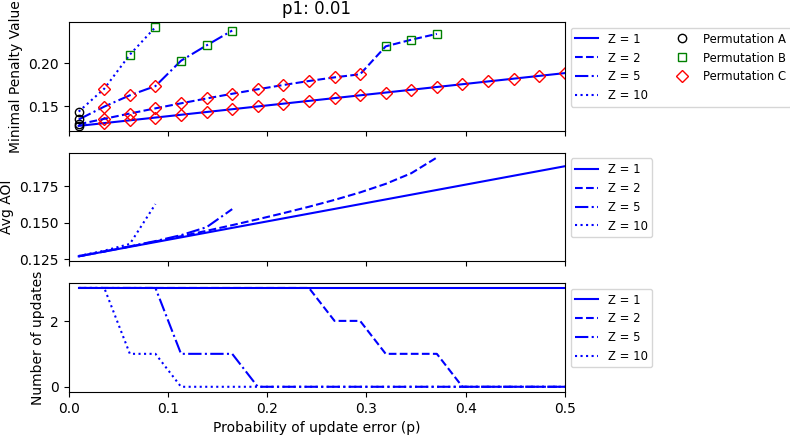 p1: 0.01
Minimal Penalty Value
0.20
0.15
Z = 1
Z = 2
Z = 5
Z = 10
Permutation A
Permutation B
Permutation C
Avg AOI
0.175
0.150
0.125
Z = 1
Z = 2
Z = 5
Z = 10
Number of updates
2
0
Z = 1
Z = 2
Z = 5
Z = 10
0.0 0.1 0.2 0.3 0.4 0.5
Probability of update error (p)